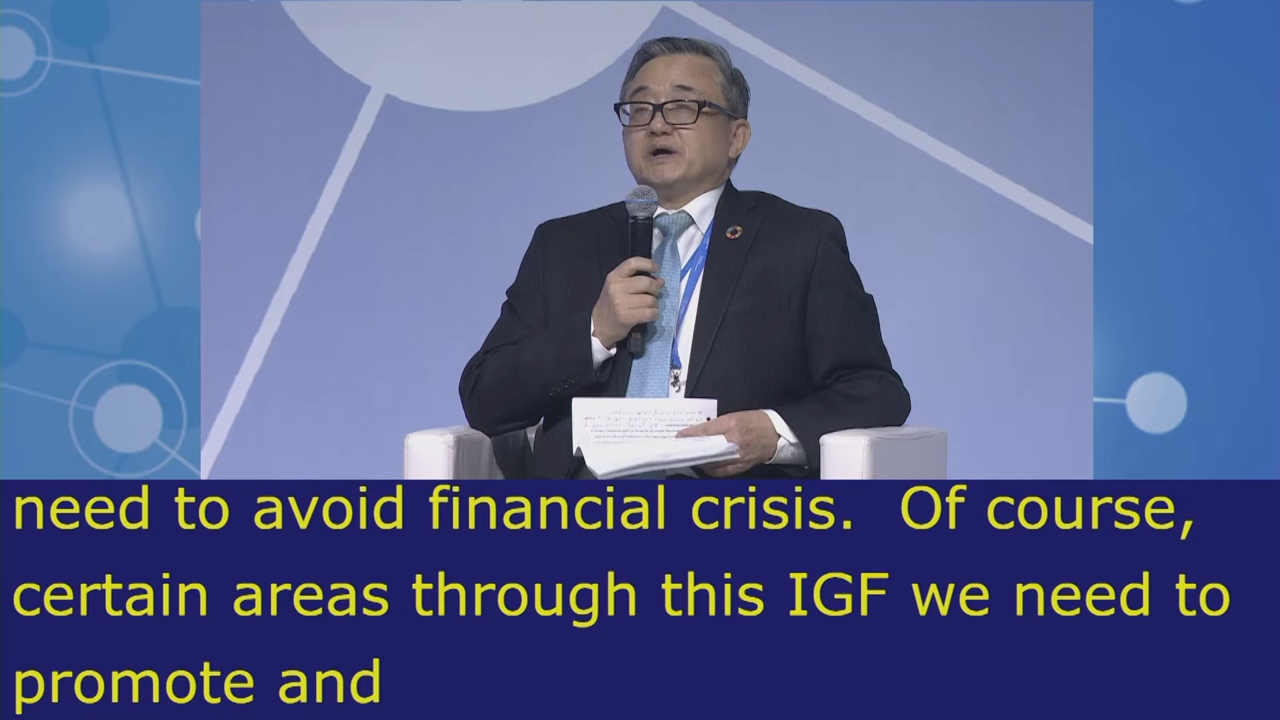 need to avoid financial crisis.  Of course,
certain areas through this IGF we need to
promote and